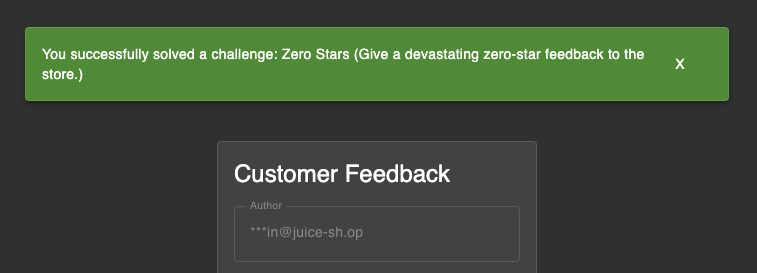 You successfully solved a challenge: Zero Stars (Give a devastating zero-star feedback to the
store.)
X
Customer Feedback
Author
***in@juice-sh.op